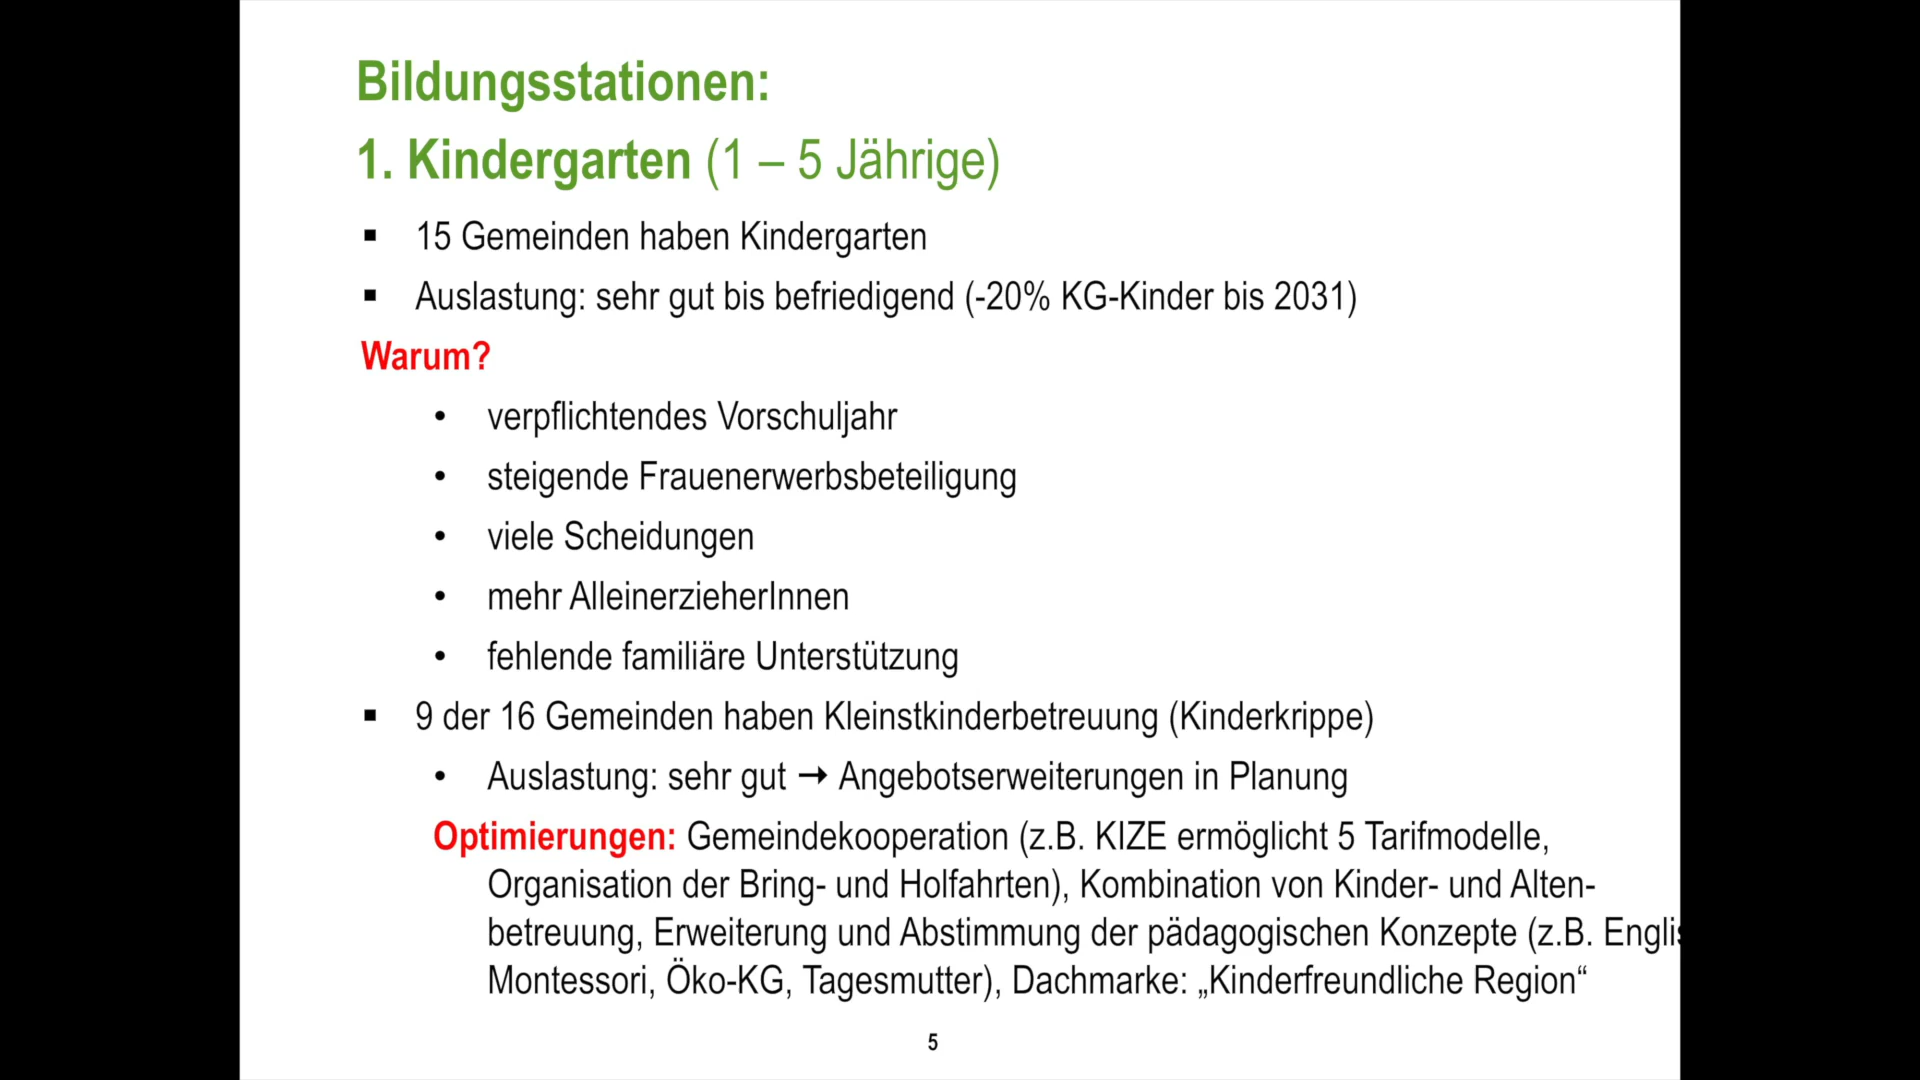 Bildungsstationen:
1. Kindergarten (1 – 5 Jährige)
▪ 15 Gemeinden haben Kindergarten
▪ Auslastung: sehr gut bis befriedigend (-20% KG-Kinder bis 2031)
Warum?
• verpflichtendes Vorschuljahr
• steigende Frauenerwerbsbeteiligung
• viele Scheidungen
• mehr AlleinerzieherInnen
• fehlende familiäre Unterstützung
▪ 9 der 16 Gemeinden haben Kleinstkinderbetreuung (Kinderkrippe)
• Auslastung: sehr gut → Angebotserweiterungen in Planung
Optimierungen: Gemeindekooperation (z.B. KIZE ermöglicht 5 Tarifmodelle,
Organisation der Bring- und Holfahrten), Kombination von Kinder- und Alten-
betreuung, Erweiterung und Abstimmung der pädagogischen Konzepte (z.B.
Montessori, Öko-KG, Tagesmutter), Dachmarke: „Kinderfreundliche Region“
5